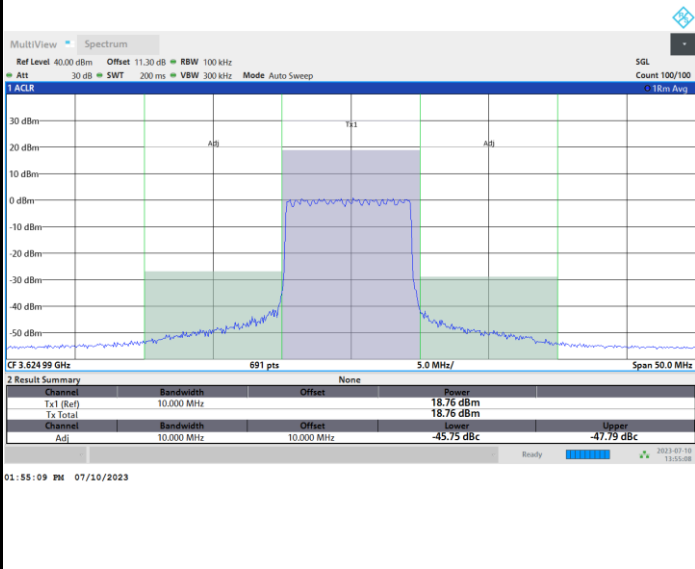 MultiView Spectrum
Ref Level 40.00 dBm Offset 11.30 dB RBW 100 kHz SGL
Att 30 dB SWT 200 ms VBW 300 kHz Mode Auto Sweep Count 100/100
1 ACLR 1Rm Avg
30 dBm
Tx1
20 dBm Adj Adj
10 dBm
0 dBm
-10 dBm
-20 dBm
-30 dBm
-40 dBm
-50 dBm
CF 3.62499 GHz 691 pts 5.0 MHz/ Span 50.0 MHz
2 Result Summary None
Channel Bandwidth Offset Power
Tx1 (Ref) 10.000 MHz 18.76 dBm
Tx Total 18.76 dBm
Channel Bandwidth Offset Lower Upper
Adj 10.000 MHz 10.000 MHz -45.75 dBc -47.79 dBc
Ready 2023-07-10
13:55:08
01:55:09 PM 07/10/2023